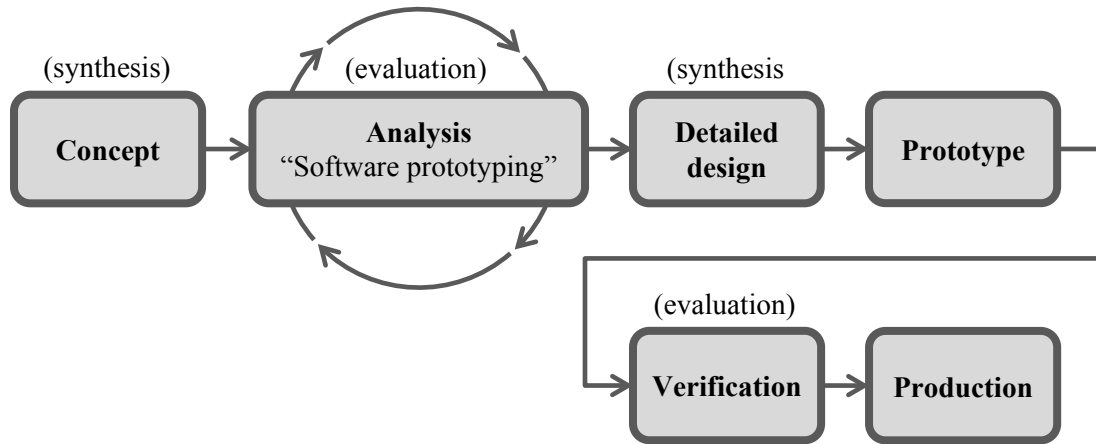 (synthesis)
Concept
(evaluation)
Analysis
“Software prototyping”
(synthesis
Detailed
design
Prototype
(evaluation)
Verification
Production